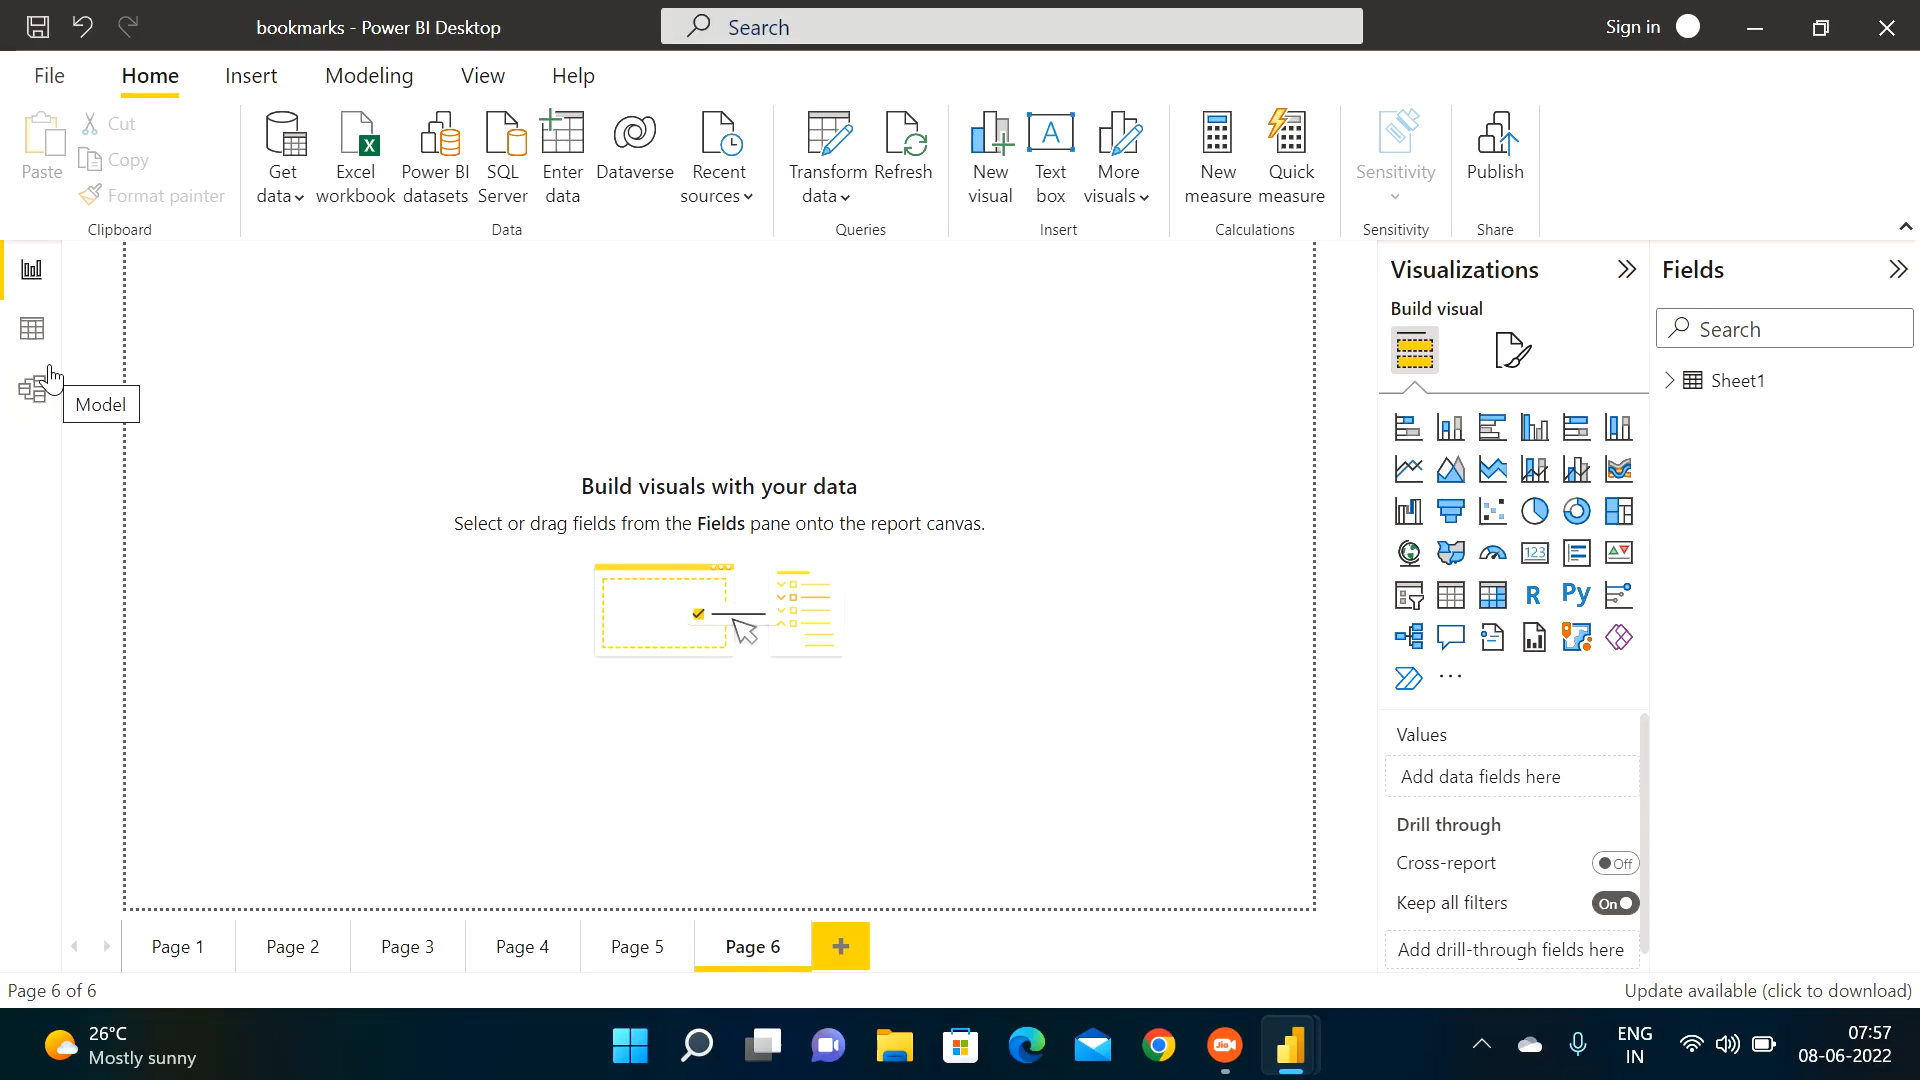 bookmarks - Power BI Desktop
Search
Sign in
File
Home
Insert
Modeling
View
Help
Paste
Cut
Copy
Format painter
Clipboard
Get
data
Excel
workbook
Power BI
datasets
SQL
Server
Enter
data
Dataverse
Recent
sources
Data
Transform
data
Refresh
Queries
New
visual
A
Text
box
More
visuals
Insert
New
measure
Quick
measure
Calculations
Sensitivity
Sensitivity
Publish
Share
Model
Build visuals with your data
Select or drag fields from the Fields pane onto the report canvas.
Visualizations
Build visual
123
R
Py
Values
Add data fields here
Drill through
Cross-report
Off
Keep all filters
On
Add drill-through fields here
Fields
Search
Sheet1
Page 1
Page 2
Page 3
Page 4
Page 5
Page 6
Page 6 of 6
Update available (click to download)
26°C
Mostly sunny
Jio
ENG
IN
07:57
08-06-2022